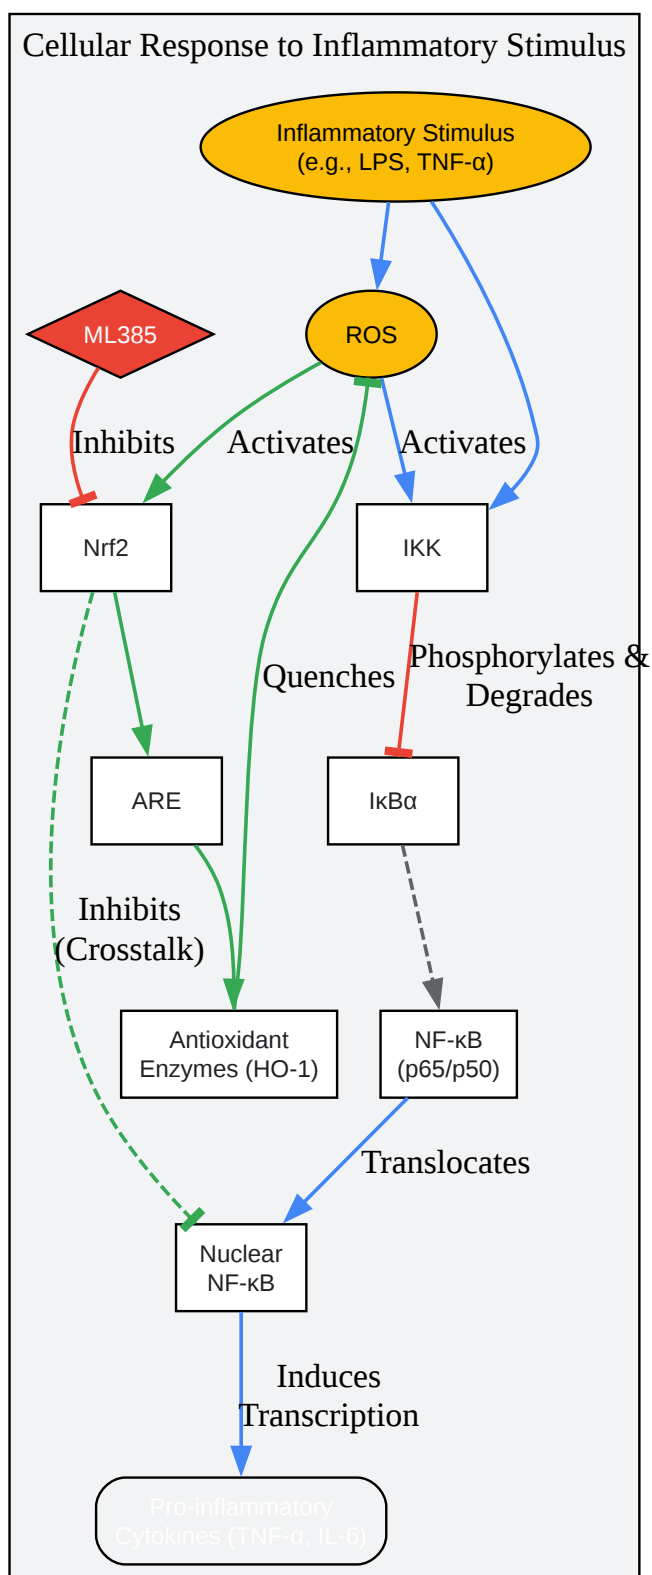 Cellular Response to Inflammatory Stimulus
Inflammatory Stimulus
(e.g., LPS, TNF-α)
ML385
ROS
Inhibits
Activates
Activates
Nrf2
IKK
Quenches
Phosphorylates &
Degrades
ARE
IκBα
Inhibits
(Crosstalk)
Antioxidant
Enzymes (HO-1)
NF-κB
(p65/p50)
Translocates
Nuclear
NF-κB
Induces
Transcription
Pro-inflammatory
Cytokines (TNF-α, IL-6)